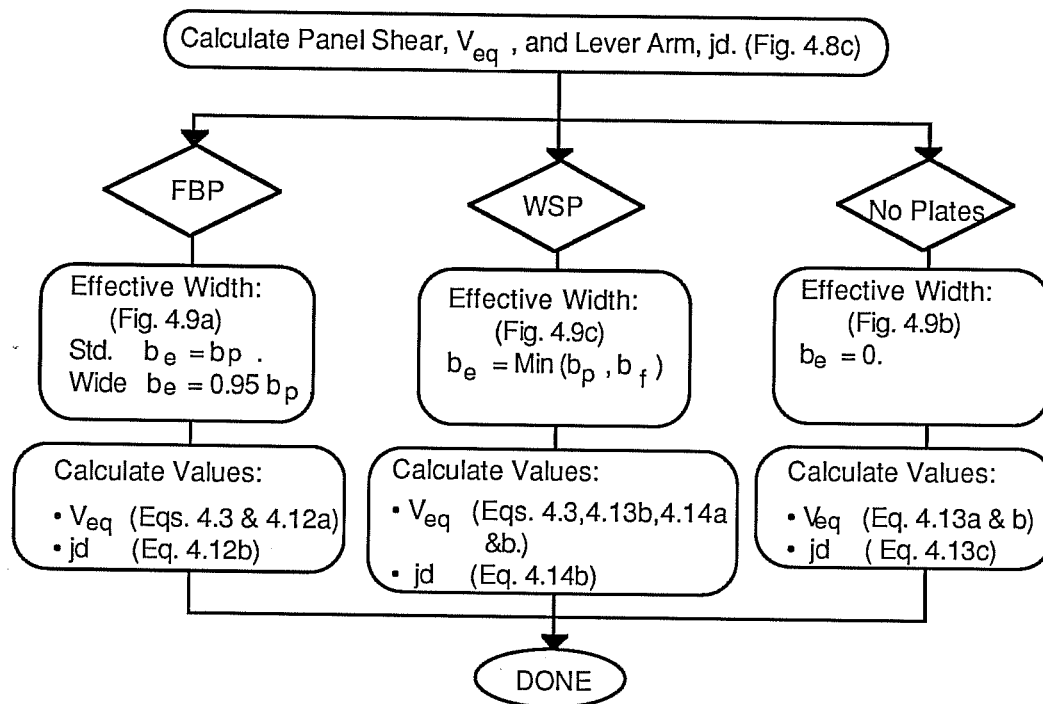 Calculate Panel Shear, Veq , and Lever Arm, jd. (Fig. 4.8c)
FBP
WSP
No Plates
Effective Width:
(Fig. 4.9a)
Std. be = bp .
Wide be = 0.95 bp
Effective Width:
(Fig. 4.9c)
be = Min (bp , bf )
Effective Width:
(Fig. 4.9b)
be = 0.
Calculate Values:
• Veq (Eqs. 4.3 & 4.12a)
• jd (Eq. 4.12b)
Calculate Values:
• Veq (Eqs. 4.3,4.13b,4.14a
&b.)
• jd (Eq. 4.14b)
Calculate Values:
• Veq (Eq. 4.13a & b)
• jd ( Eq. 4.13c)
DONE